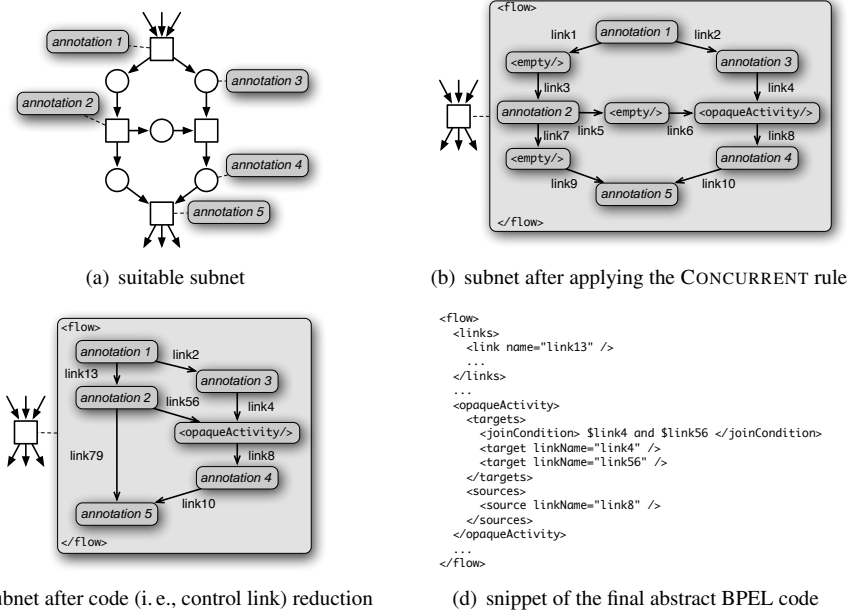 annotation 1
annotation 3
annotation 2
annotation 4
annotation 5
(a) suitable subnet
<flow>
annotation 1
link1
link2
<empty/>
annotation 3
link3
link4
annotation 2
<empty/>
<opaqueActivity/>
link5
link6
link7
link8
<empty/>
annotation 4
link9
link10
annotation 5
</flow>
(b) subnet after applying the CONCURRENT rule
<flow>
annotation 1
link2
link13
annotation 3
annotation 2
link56
link4
<opaqueActivity/>
link79
link8
annotation 4
link10
annotation 5
</flow>
ubnet after code (i. e., control link) reduction
<flow>
<links>
<link name="link13" />
...
</links>
...
<opaqueActivity>
<targets>
<joinCondition> $link4 and $link56 </joinCondition>
<target linkName="link4" />
<target linkName="link56" />
</targets>
<sources>
<source linkName="link8" />
</sources>
</opaqueActivity>
...
</flow>
(d) snippet of the final abstract BPEL code